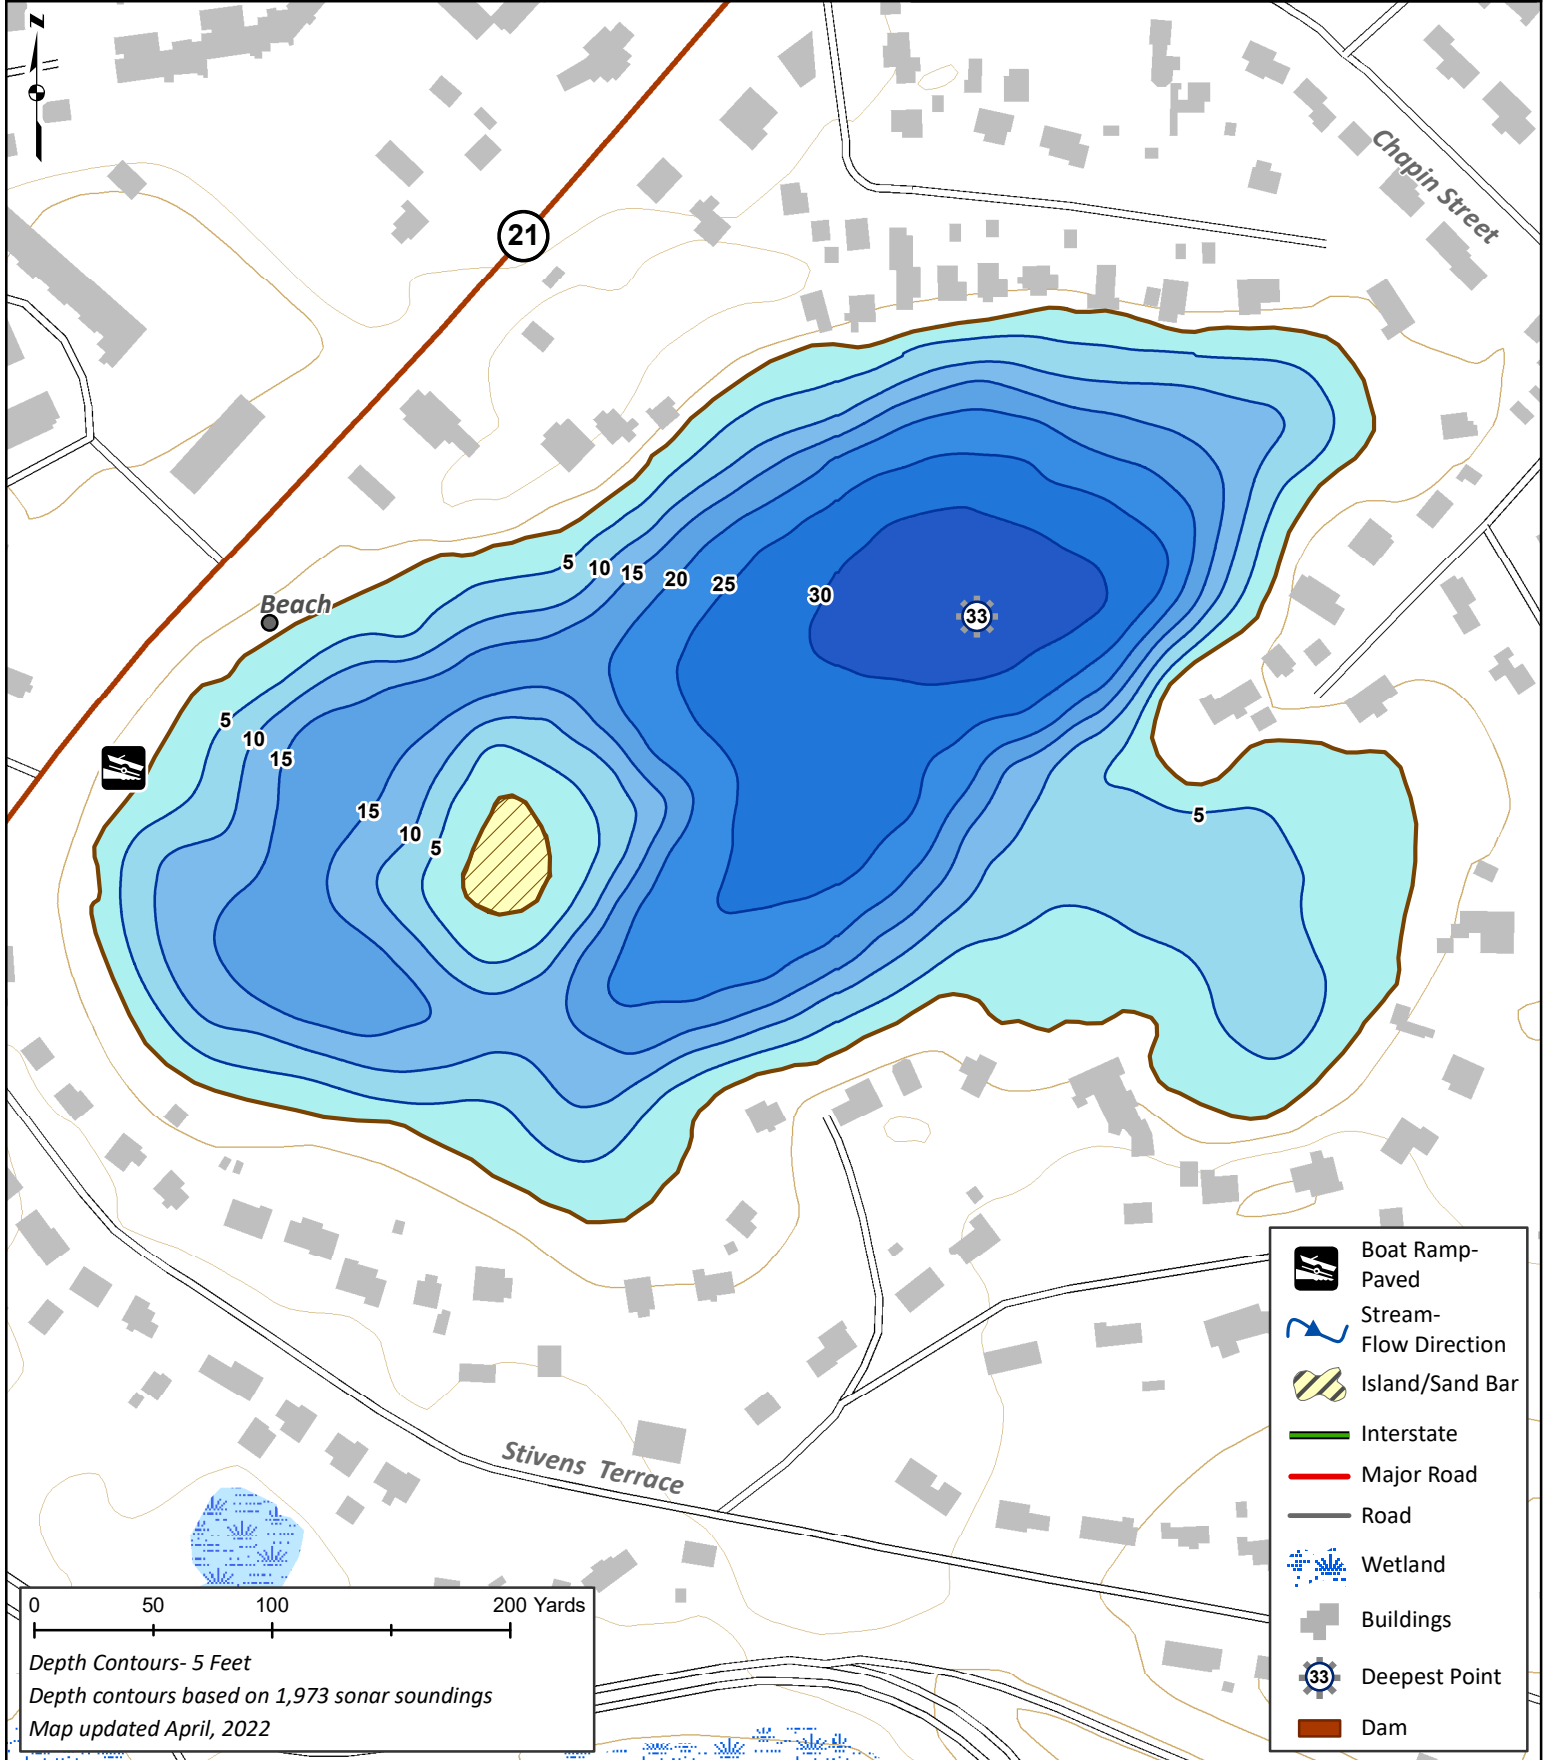 N
Chapin Street
21
5
10
15
20
25
30
33
Beach
5
10
15
15
10
5
5
Stivens Terrace
Boat Ramp-
Paved
Stream-
Flow Direction
Island/Sand Bar
Interstate
Major Road
Road
Wetland
Buildings
33
Deepest Point
Dam
0 50 100 200 Yards
Depth Contours- 5 Feet
Depth contours based on 1,973 sonar soundings
Map updated April, 2022